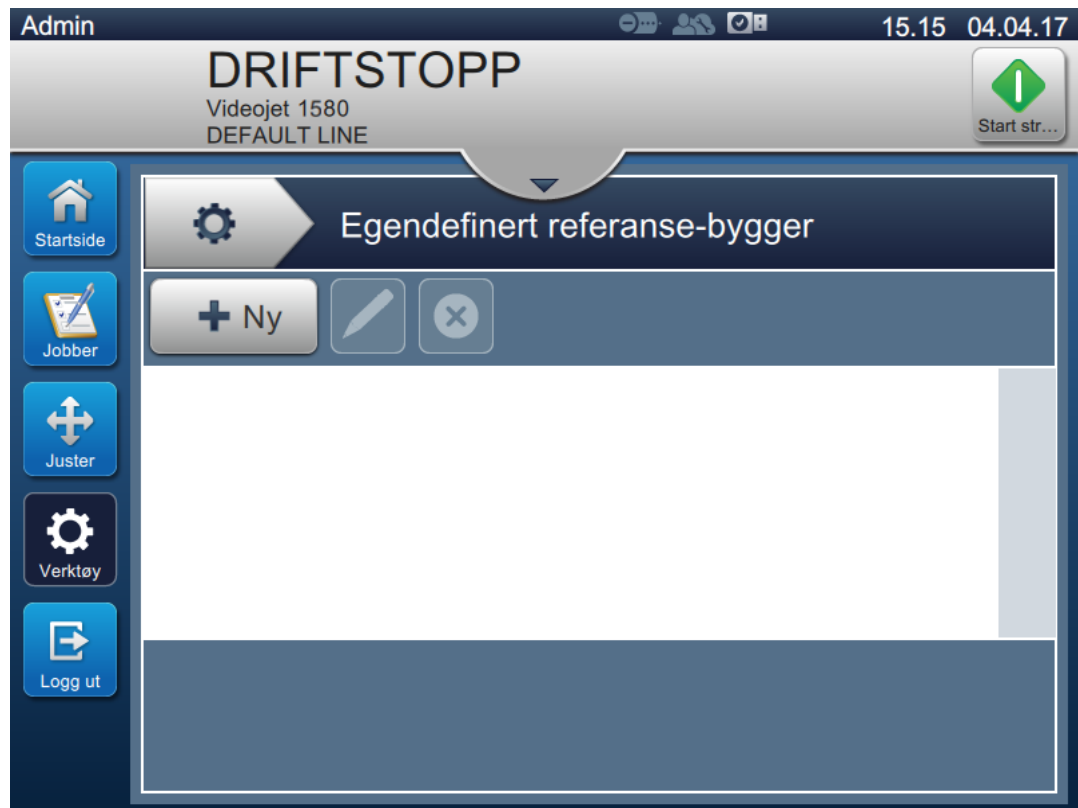 Admin 15.15 04.04.17
DRIFTSTOPP
Videojet 1580
DEFAULT LINE
Start str...
Startside
Egendefinert referanse-bygger
Jobber
Ny
Juster
Verktøy
Logg ut